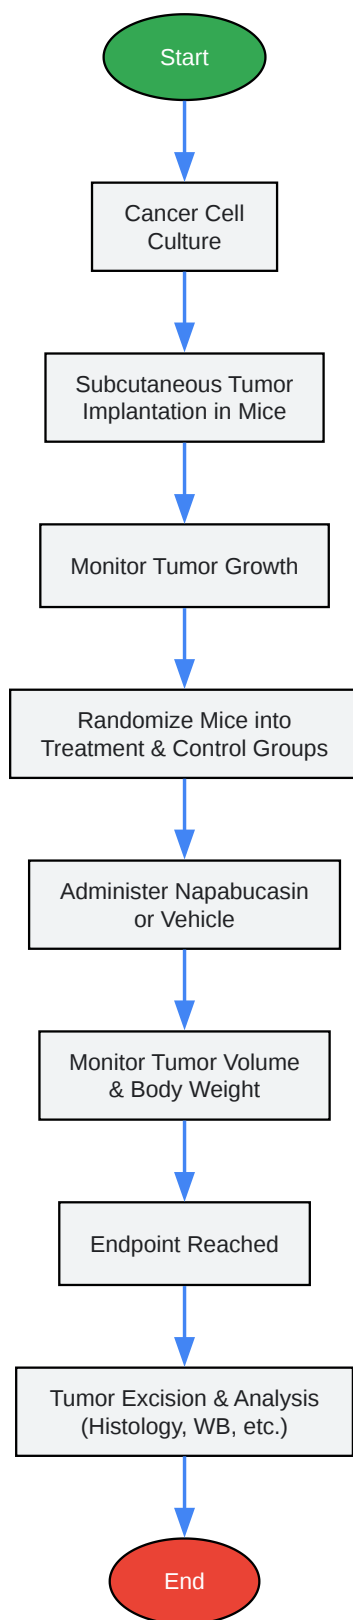 Start
Cancer Cell
Culture
Subcutaneous Tumor
Implantation in Mice
Monitor Tumor Growth
Randomize Mice into
Treatment & Control Groups
Administer Napabucasin
or Vehicle
Monitor Tumor Volume
& Body Weight
Endpoint Reached
Tumor Excision & Analysis
(Histology, WB, etc.)
End